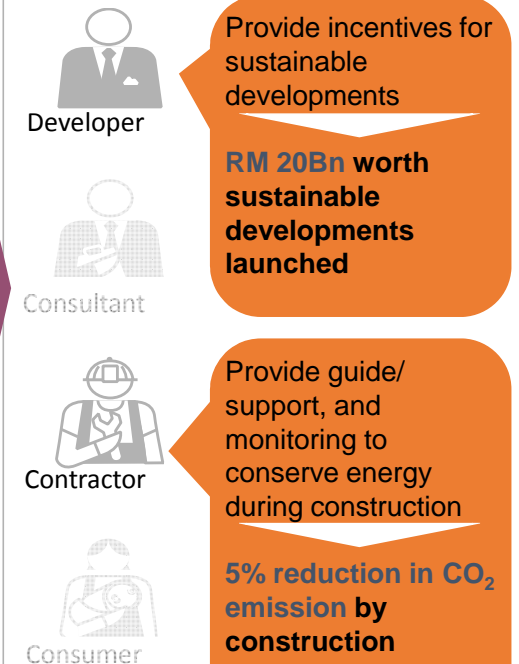 Provide incentives for
sustainable
developments
Developer
RM 20Bn worth
sustainable
developments
launched
Consultant
Provide guide/
support, and
monitoring to
conserve energy
during construction
Contractor
5% reduction in CO₂
emission by
construction
Consumer